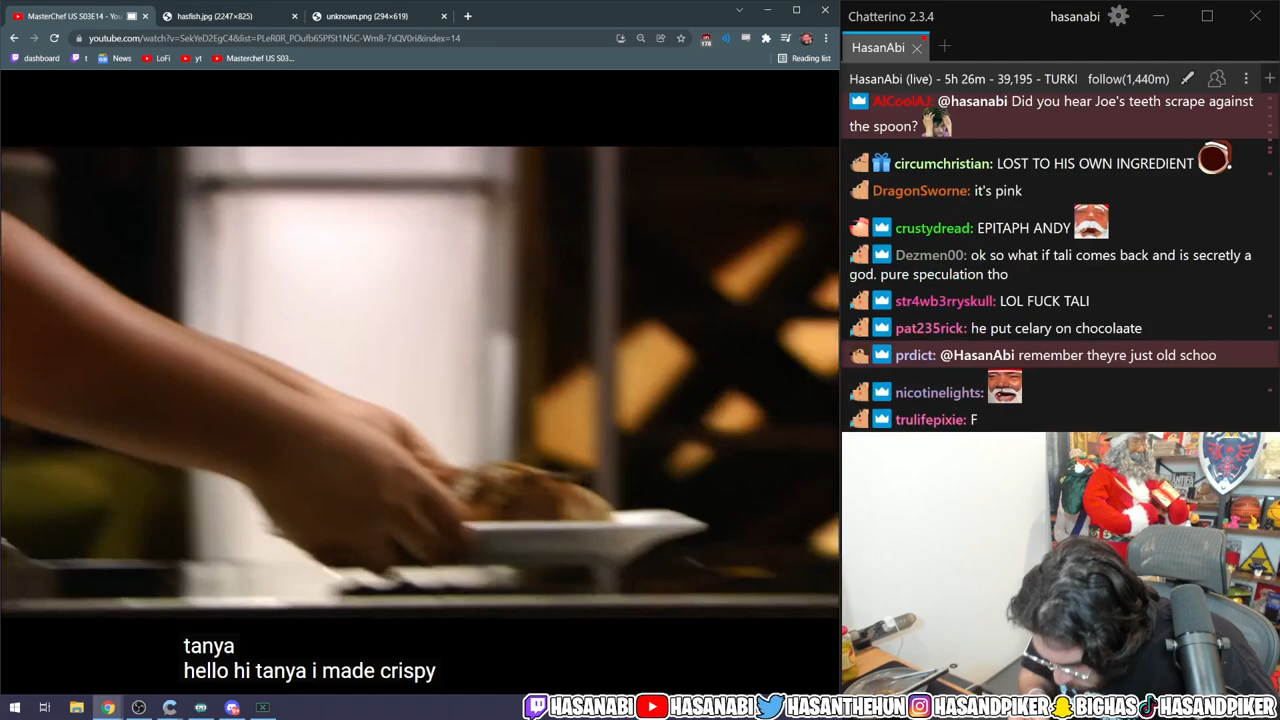 MasterChef US S03E14 - You
hasfish.jpg (2247×825)
unknown.png (294×619)
youtube.com/watch?v=SekYeD2EgC4&list=PLeR0R_POufb65PfSt1N5C-Wm8-7sQV0ri&index=14
178
dashboard
t
News
LoFi
yt
Masterchef US S03...
Reading list
tanya
hello hi tanya i made crispy
Chatterino 2.3.4
hasanabi
HasanAbi
HasanAbi (live) - 5h 26m - 39,195 - TURKI
follow(1,440m)
AlCoolAJ: @hasanabi Did you hear Joe's teeth scrape against
the spoon?
circumchristian: LOST TO HIS OWN INGREDIENT
DragonSworne: it's pink
crustydread: EPITAPH ANDY
Dezmen00: ok so what if tali comes back and is secretly a
god. pure speculation tho
str4wb3rryskull: LOL FUCK TALI
pat235rick: he put celary on chocolaate
prdict: @HasanAbi remember theyre just old schoo
nicotinelights:
trulifepixie: F
HASANABI
HASANABI
HASANTHEHUN
HASANDPIKER
BIGHAS
HASANDPIKER